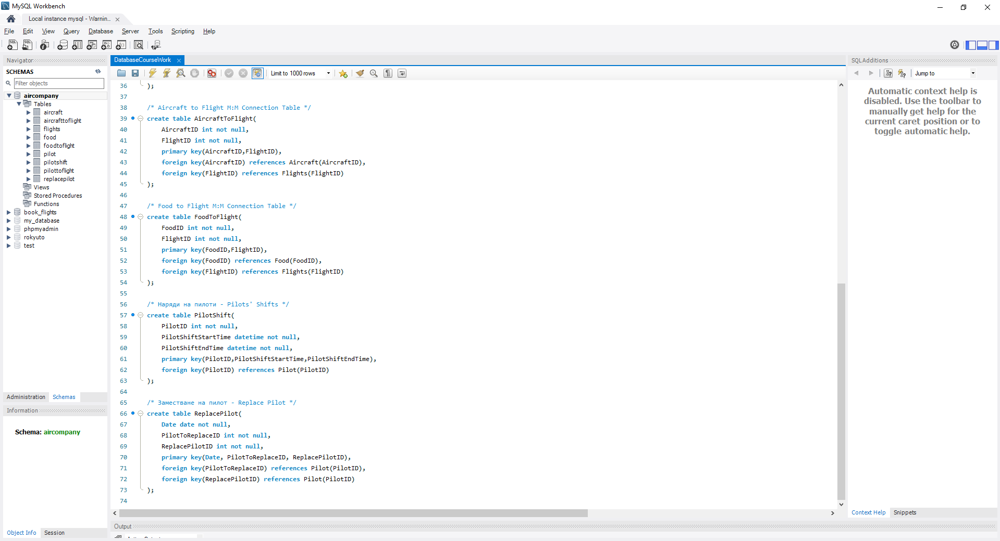 MySQL Workbench
Local instance mysql - Warnin...
File Edit View Query Database Server Tools Scripting Help
Navigator
SCHEMAS
Filter objects
aircompany
Tables
aircraft
aircrafttoflight
flights
food
foodtoflight
pilot
pilotshift
pilottoflight
replacepilot
Views
Stored Procedures
Functions
book_flights
my_database
phpmyadmin
rokyuto
test
Administration Schemas
Information
Schema: aircompany
Object Info Session
DatabaseCourseWork
Limit to 1000 rows
36 );
37
38 /* Aircraft to Flight M:M Connection Table */
39 create table AircraftToFlight(
40 AircraftID int not null,
41 FlightID int not null,
42 primary key(AircraftID,FlightID),
43 foreign key(AircraftID) references Aircraft(AircraftID),
44 foreign key(FlightID) references Flights(FlightID)
45 );
46
47 /* Food to Flight M:M Connection Table */
48 create table FoodToFlight(
49 FoodID int not null,
50 FlightID int not null,
51 primary key(FoodID,FlightID),
52 foreign key(FoodID) references Food(FoodID),
53 foreign key(FlightID) references Flights(FlightID)
54 );
55
56 /* Наряди на пилоти - Pilots' Shifts */
57 create table PilotShift(
58 PilotID int not null,
59 PilotShiftStartTime datetime not null,
60 PilotShiftEndTime datetime not null,
61 primary key(PilotID,PilotShiftStartTime,PilotShiftEndTime),
62 foreign key(PilotID) references Pilot(PilotID)
63 );
64
65 /* Заместване на пилот - Replace Pilot */
66 create table ReplacePilot(
67 Date date not null,
68 PilotToReplaceID int not null,
69 ReplacePilotID int not null,
70 primary key(Date, PilotToReplaceID, ReplacePilotID),
71 foreign key(PilotToReplaceID) references Pilot(PilotID),
72 foreign key(ReplacePilotID) references Pilot(PilotID)
73 );
74
Output
SQLAdditions
Jump to
Automatic context help is
disabled. Use the toolbar to
manually get help for the
current caret position or to
toggle automatic help.
Context Help Snippets